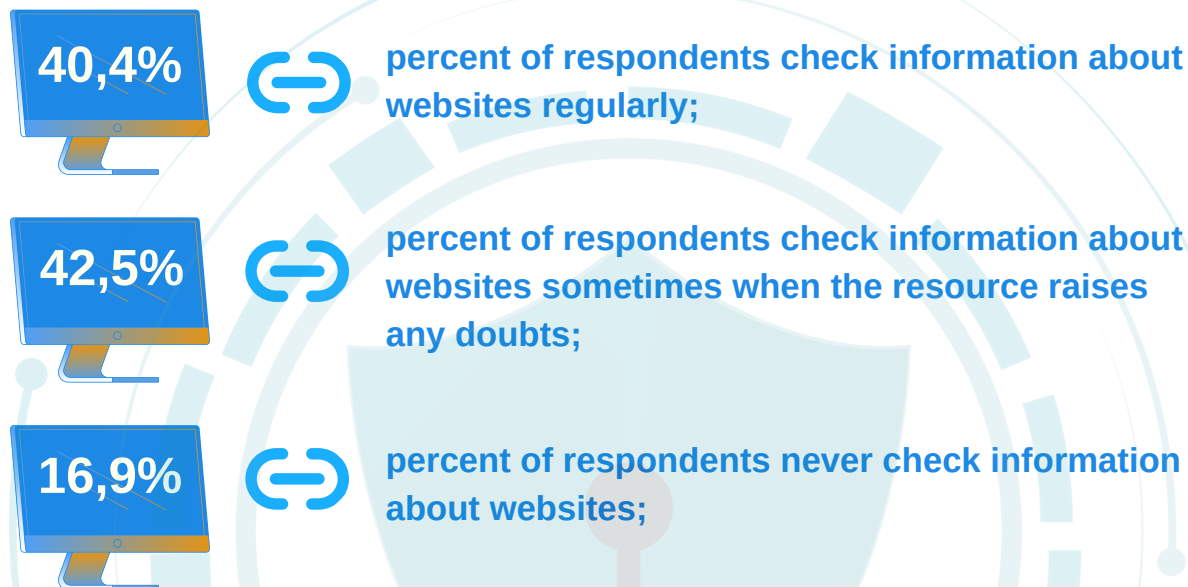 40,4%
percent of respondents check information about
websites regularly;
42,5%
percent of respondents check information about
websites sometimes when the resource raises
any doubts;
16,9%
percent of respondents never check information
about websites;